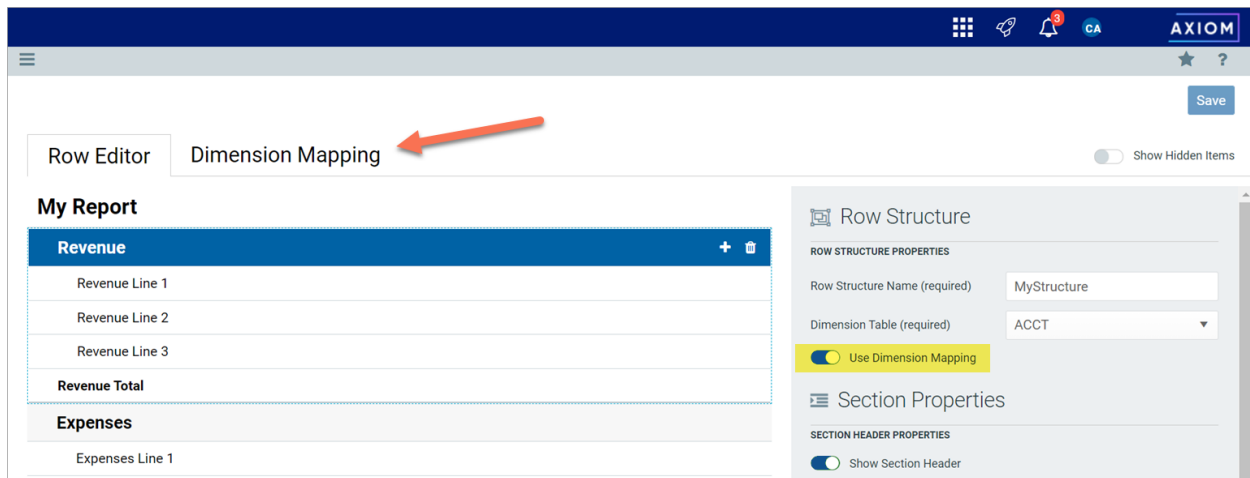 3
CA
AXIOM
?
Save
Row Editor
Dimension Mapping
Show Hidden Items
My Report
Revenue
Revenue Line 1
Revenue Line 2
Revenue Line 3
Revenue Total
Expenses
Expenses Line 1
Row Structure
ROW STRUCTURE PROPERTIES
Row Structure Name (required) MyStructure
Dimension Table (required) ACCT
Use Dimension Mapping
Section Properties
SECTION HEADER PROPERTIES
Show Section Header